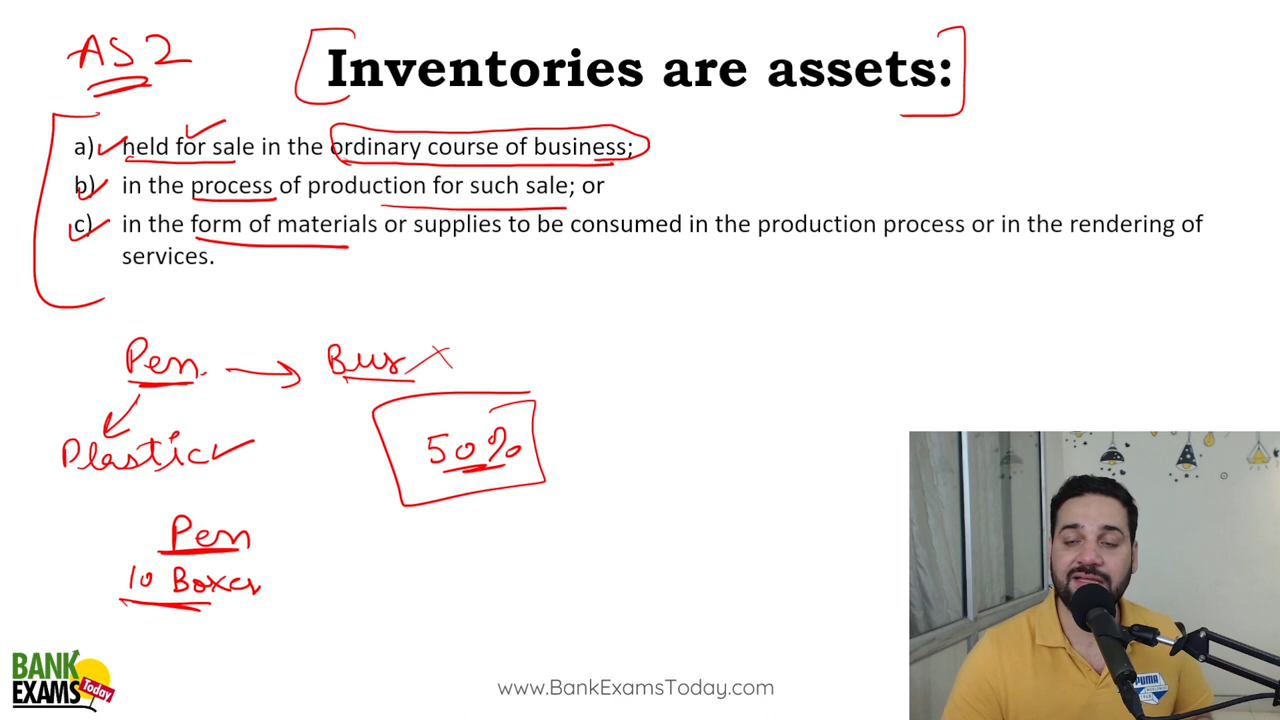 AS 2
Inventories are assets:
a) held for sale in the ordinary course of business;
b) in the process of production for such sale; or
c) in the form of materials or supplies to be consumed in the production process or in the rendering of
services.
Pen. → Bus
50%
Plastic
Pen
10 Boxes
BANK
EXAMS
Today
www.BankExamsToday.com
PUMA